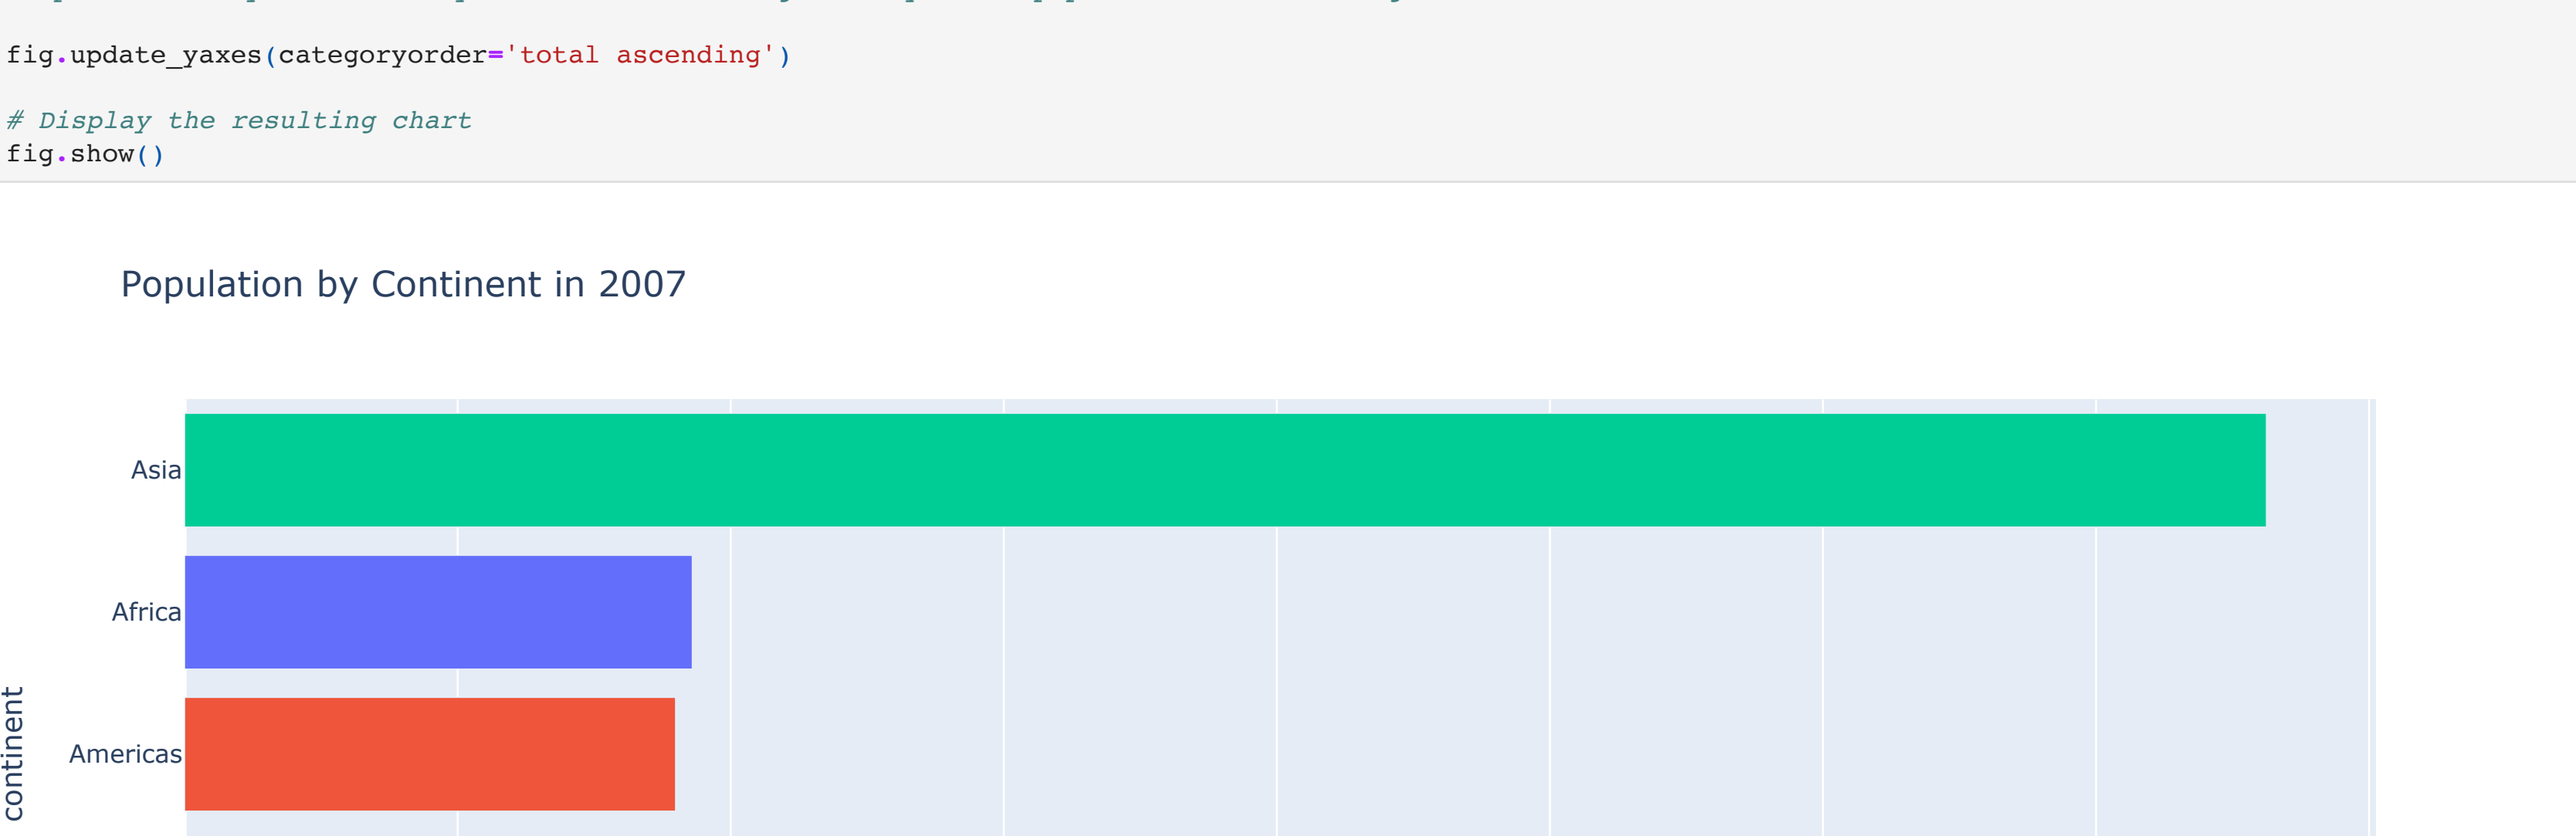 fig.update_yaxes(categoryorder='total ascending')
# Display the resulting chart
fig.show()
Population by Continent in 2007
Asia
Africa
Americas
continent